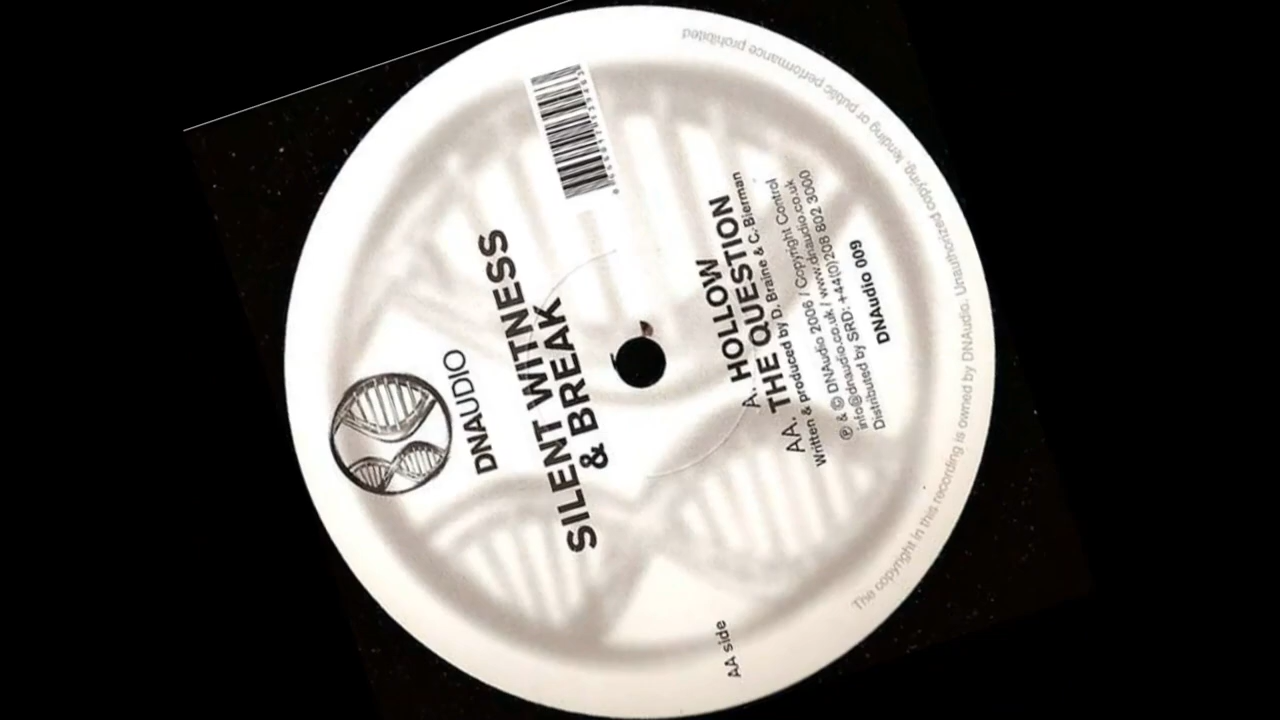 DNAUDIO
SILENT WITNESS
& BREAK
A. HOLLOW
AA. THE QUESTION
Written & produced by D. Braine & C. Bierman
℗ & © DNAudio 2006 / Copyright Control
info@dnaudio.co.uk / www.dnaudio.co.uk
Distributed by SRD: +44(0)208 802 3000
DNAudio 009
AA side
The copyright in this recording is owned by DNAudio. Unauthorized copying, lending or public performance prohibited